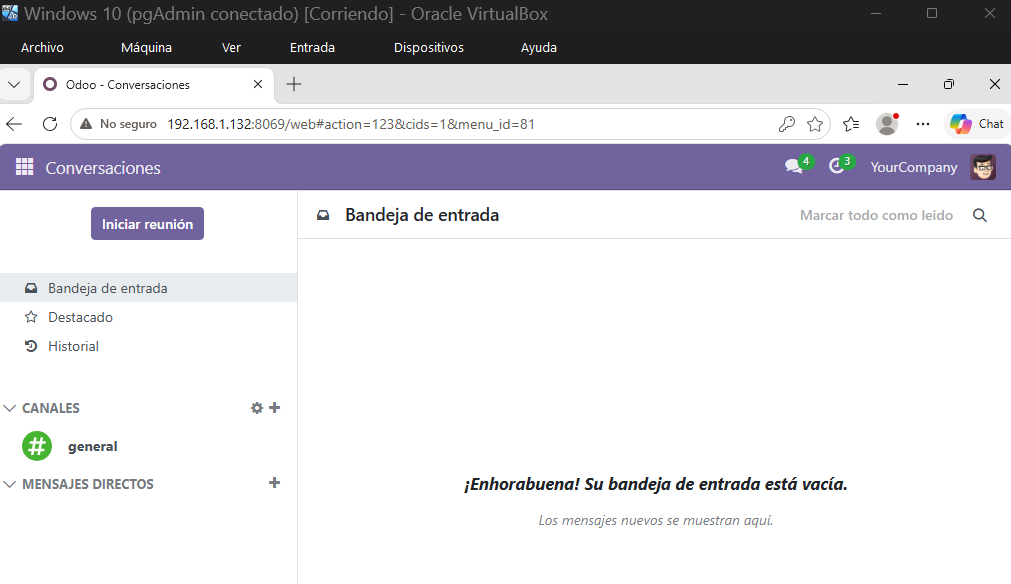 Windows 10 (pgAdmin conectado) [Corriendo] - Oracle VirtualBox
Archivo Máquina Ver Entrada Dispositivos Ayuda
Odoo - Conversaciones
No seguro 192.168.1.132:8069/web#action=123&cids=1&menu_id=81 Chat
Conversaciones 4 3 YourCompany
Iniciar reunión
Bandeja de entrada Marcar todo como leido
Bandeja de entrada
Destacado
Historial
CANALES
# general
MENSAJES DIRECTOS
¡Enhorabuena! Su bandeja de entrada está vacía.
Los mensajes nuevos se muestran aquí.